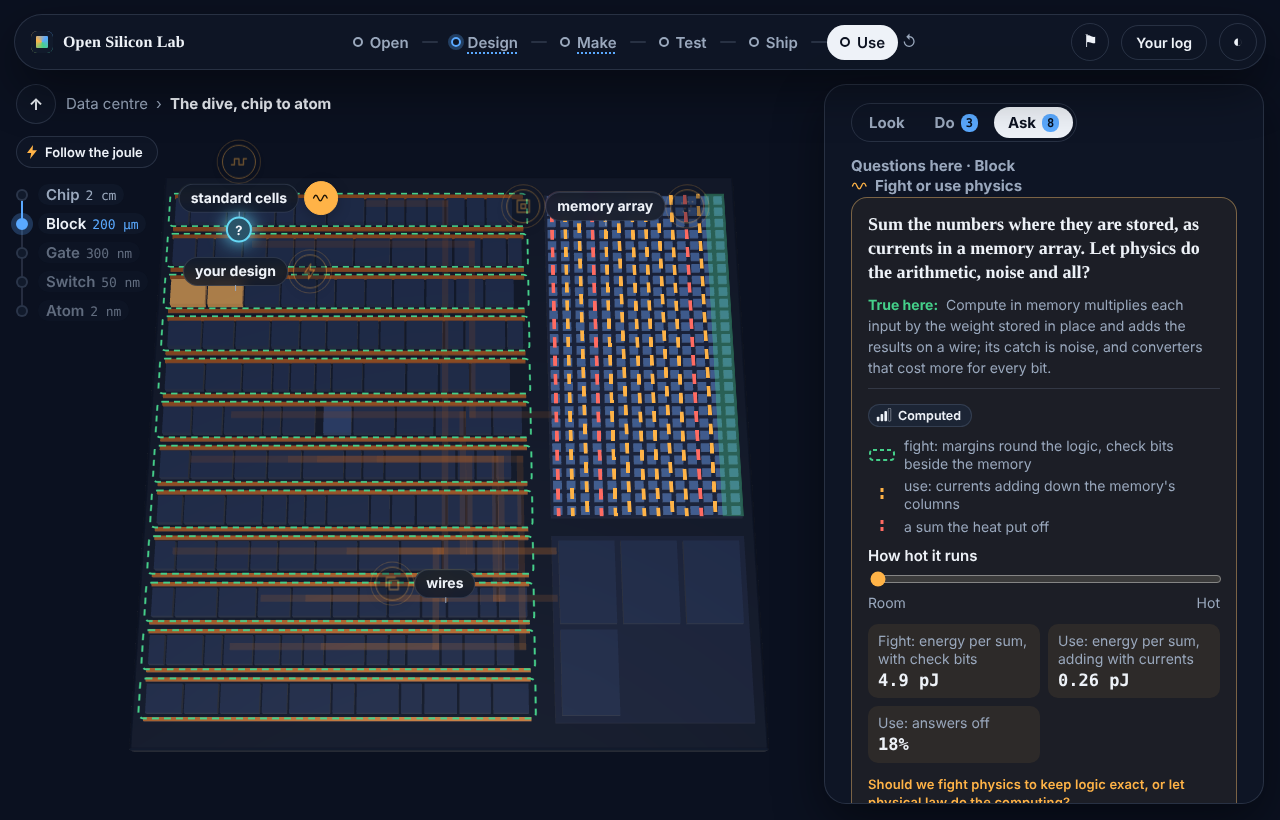 Open Silicon Lab
Open
Design
Make
Test
Ship
Use
Your log
Data centre › The dive, chip to atom
Follow the joule
Chip 2 cm
Block 200 µm
Gate 300 nm
Switch 50 nm
Atom 2 nm
standard cells
?
your design
memory array
wires
Look
Do 3
Ask 8
Questions here · Block
Fight or use physics
Sum the numbers where they are stored, as
currents in a memory array. Let physics do
the arithmetic, noise and all?
True here: Compute in memory multiplies each
input by the weight stored in place and adds the
results on a wire; its catch is noise, and converters
that cost more for every bit.
Computed
fight: margins round the logic, check bits
beside the memory
use: currents adding down the memory's
columns
a sum the heat put off
How hot it runs
Room
Hot
Fight: energy per sum,
with check bits
4.9 pJ
Use: energy per sum,
adding with currents
0.26 pJ
Use: answers off
18%
Should we fight physics to keep logic exact, or let
physical law do the computing?